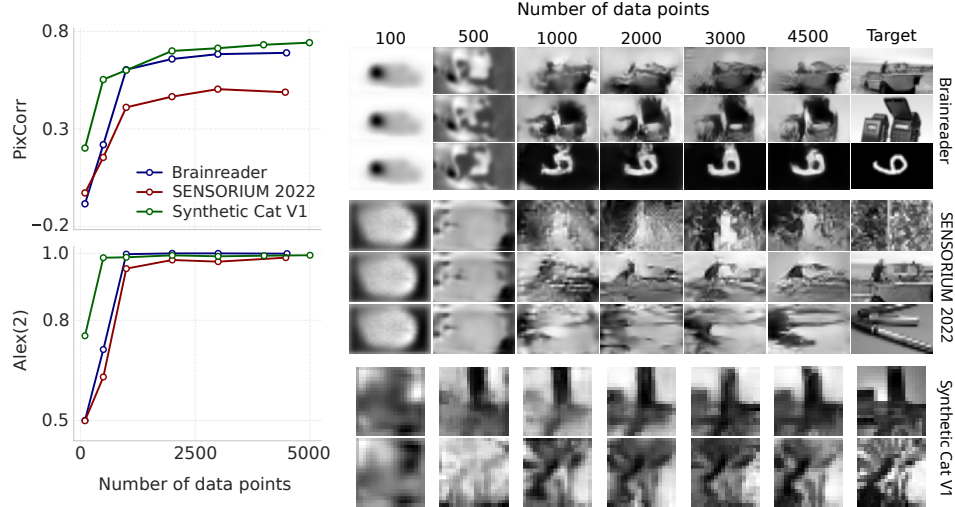 0.8
0.3
−0.2
PixCorr
Brainreader
SENSORIUM 2022
Synthetic Cat V1
1.0
0.8
0.5
Alex(2)
0 2500 5000
Number of data points
Number of data points
100 500 1000 2000 3000 4500 Target
Brainreader
SENSORIUM 2022
Synthetic Cat V1